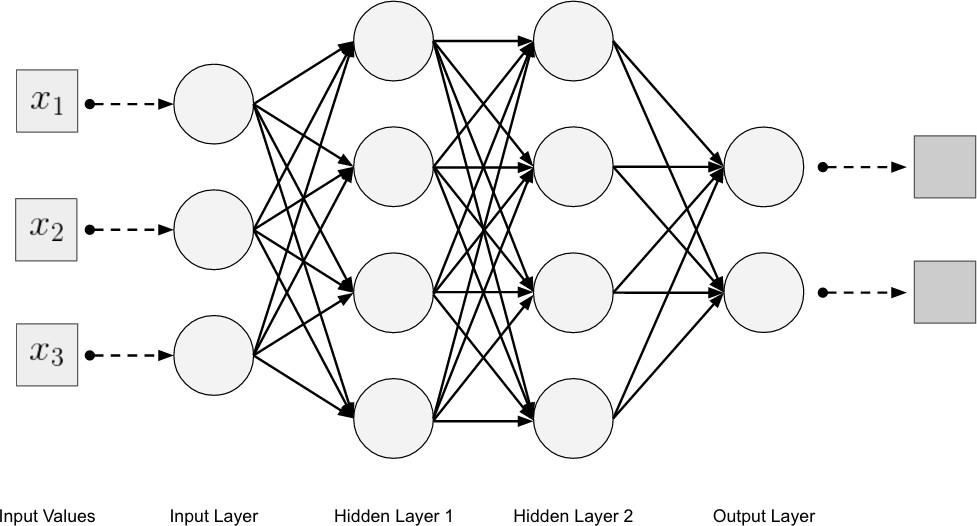 x₁
x₂
x₃
Input Values
Input Layer
Hidden Layer 1
Hidden Layer 2
Output Layer